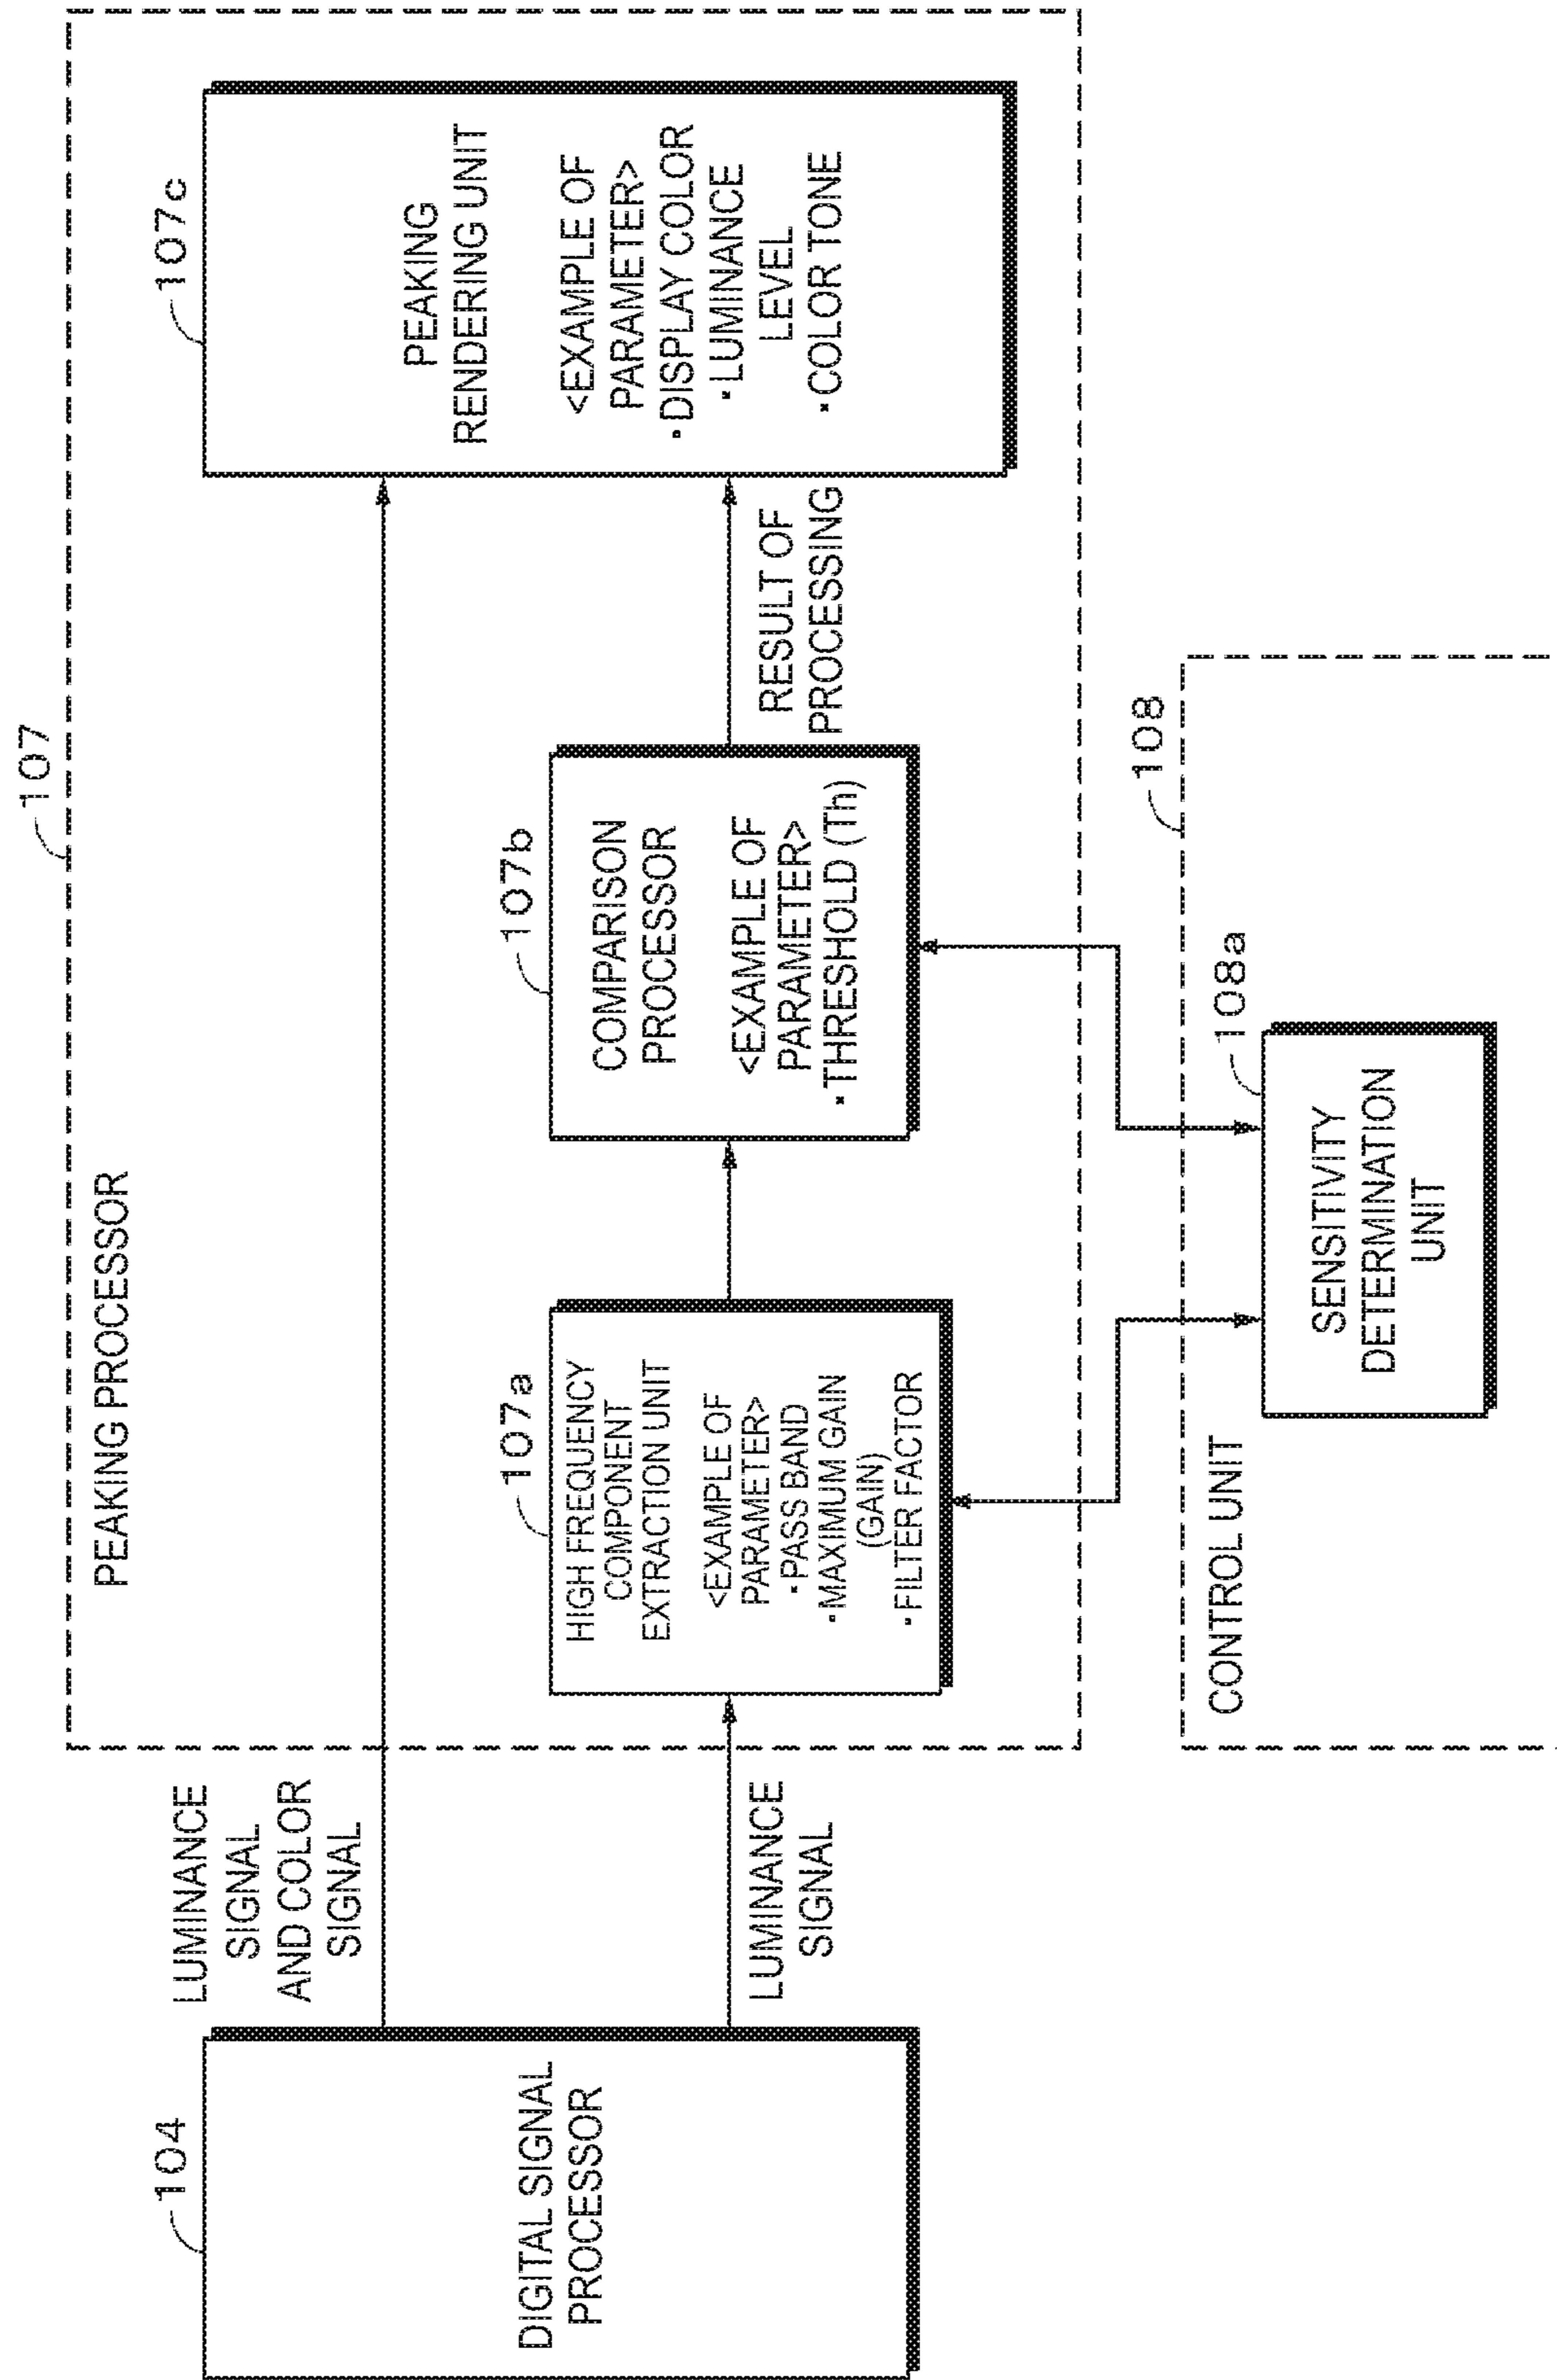 107
PEAKING PROCESSOR
104
DIGITAL SIGNAL
PROCESSOR
LUMINANCE
SIGNAL
AND COLOR
SIGNAL
LUMINANCE
SIGNAL
107a
HIGH FREQUENCY
COMPONENT
EXTRACTION UNIT
<EXAMPLE OF
PARAMETER>
・PASS BAND
・MAXIMUM GAIN
(GAIN)
・FILTER FACTOR
107b
COMPARISON
PROCESSOR
<EXAMPLE OF
PARAMETER>
・THRESHOLD (Th)
RESULT OF
PROCESSING
107c
PEAKING
RENDERING UNIT
<EXAMPLE OF
PARAMETER>
・DISPLAY COLOR
・LUMINANCE
LEVEL
・COLOR TONE
108
CONTROL UNIT
108a
SENSITIVITY
DETERMINATION
UNIT